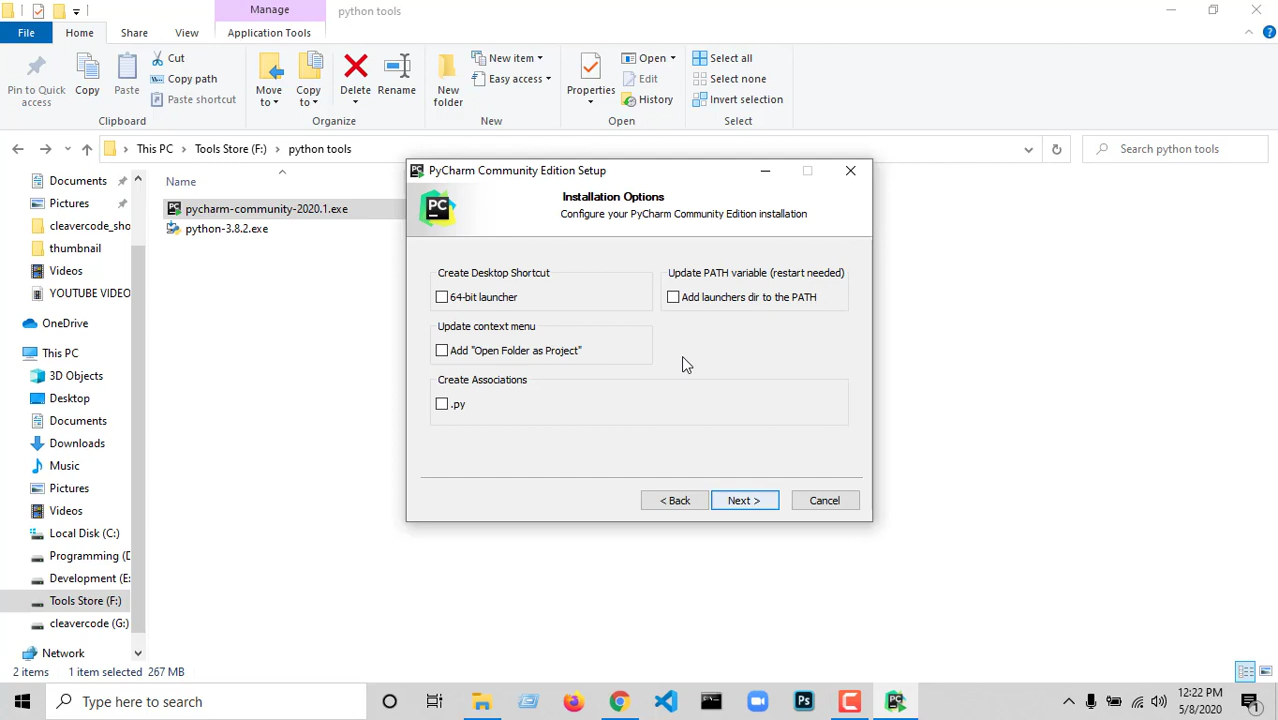 Manage
python tools
File
Home
Share
View
Application Tools
Pin to Quick access
Copy
Paste
Cut
Copy path
Paste shortcut
Clipboard
Move to
Copy to
Delete
Rename
Organize
New folder
New item
Easy access
New
Properties
Open
Edit
History
Open
Select all
Select none
Invert selection
Select
This PC
Tools Store (F:)
python tools
Search python tools
Documents
Pictures
cleavercode_sho
thumbnail
Videos
YOUTUBE VIDEO
OneDrive
This PC
3D Objects
Desktop
Documents
Downloads
Music
Pictures
Videos
Local Disk (C:)
Programming (D
Development (E:
Tools Store (F:)
cleavercode (G:)
Network
Name
pycharm-community-2020.1.exe
python-3.8.2.exe
PyCharm Community Edition Setup
PC
Installation Options
Configure your PyCharm Community Edition installation
Create Desktop Shortcut
64-bit launcher
Update PATH variable (restart needed)
Add launchers dir to the PATH
Update context menu
Add "Open Folder as Project"
Create Associations
.py
< Back
Next >
Cancel
2 items
1 item selected
267 MB
Type here to search
Ps
12:22 PM
5/8/2020
1